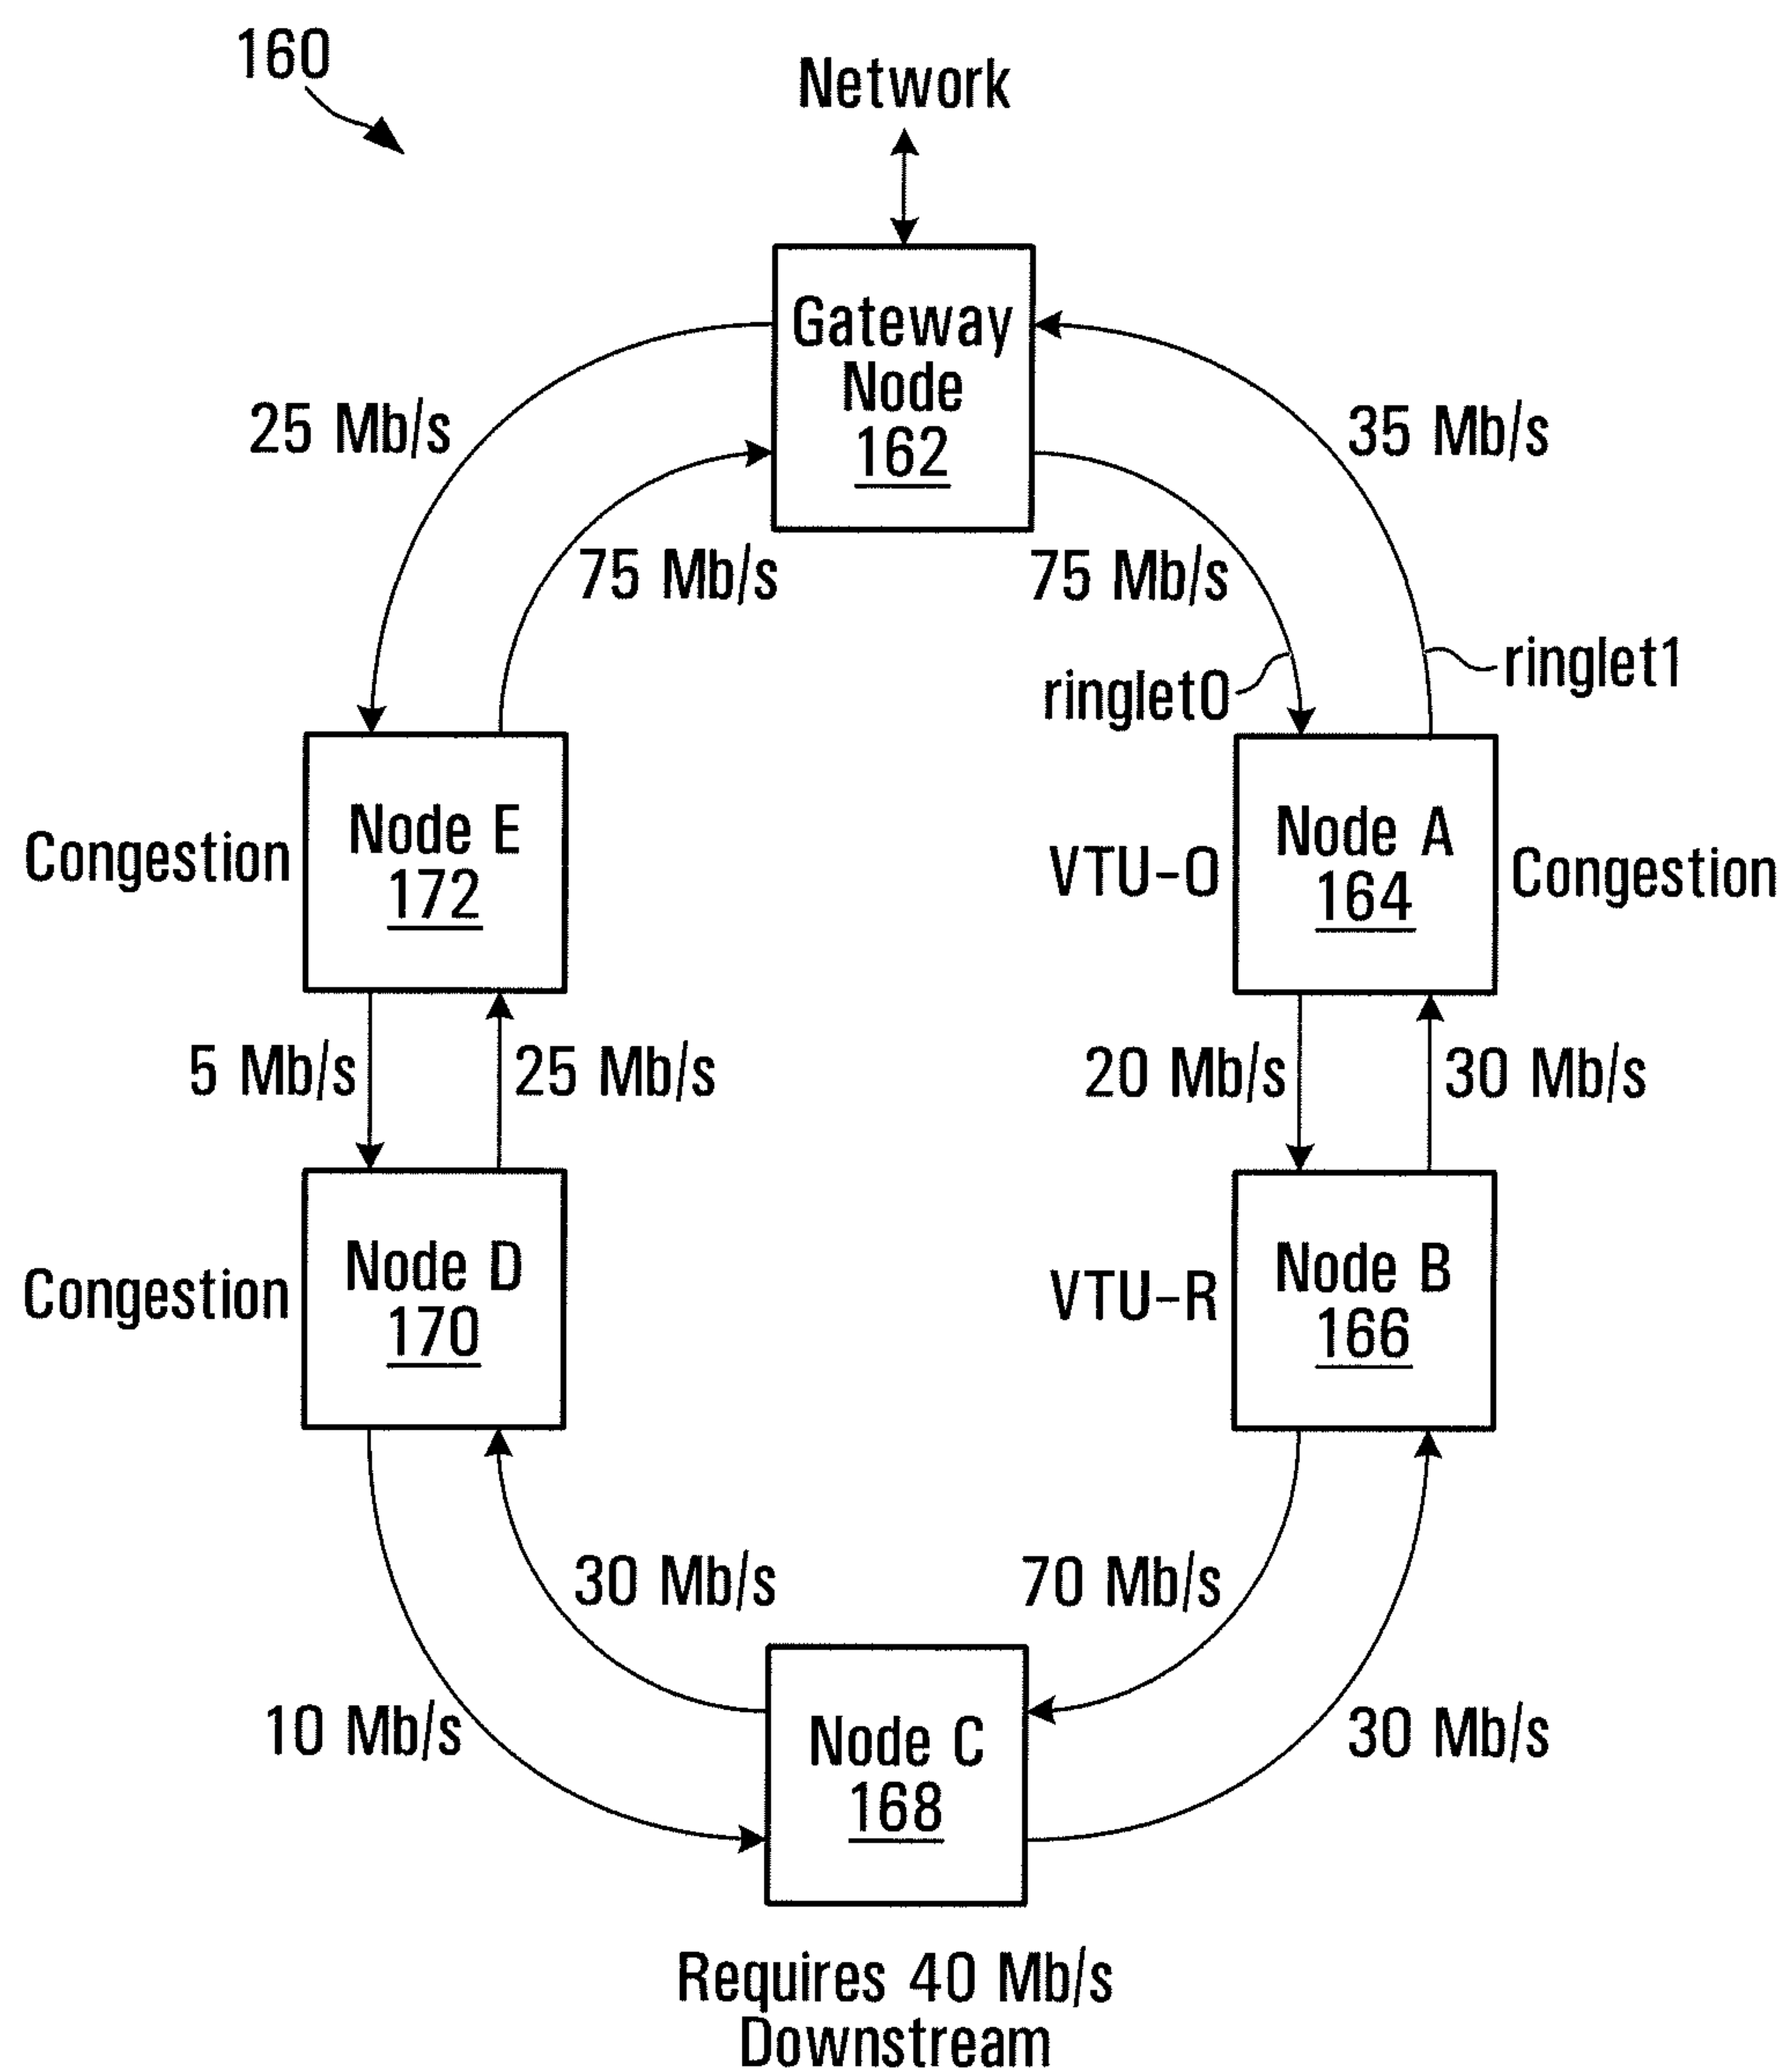 160
Network
Gateway
Node
162
25 Mb/s
35 Mb/s
75 Mb/s
75 Mb/s
ringlet0
ringlet1
Congestion
Node E
172
VTU-O
Node A
164
Congestion
5 Mb/s
25 Mb/s
20 Mb/s
30 Mb/s
Congestion
Node D
170
VTU-R
Node B
166
30 Mb/s
70 Mb/s
10 Mb/s
30 Mb/s
Node C
168
Requires 40 Mb/s
Downstream